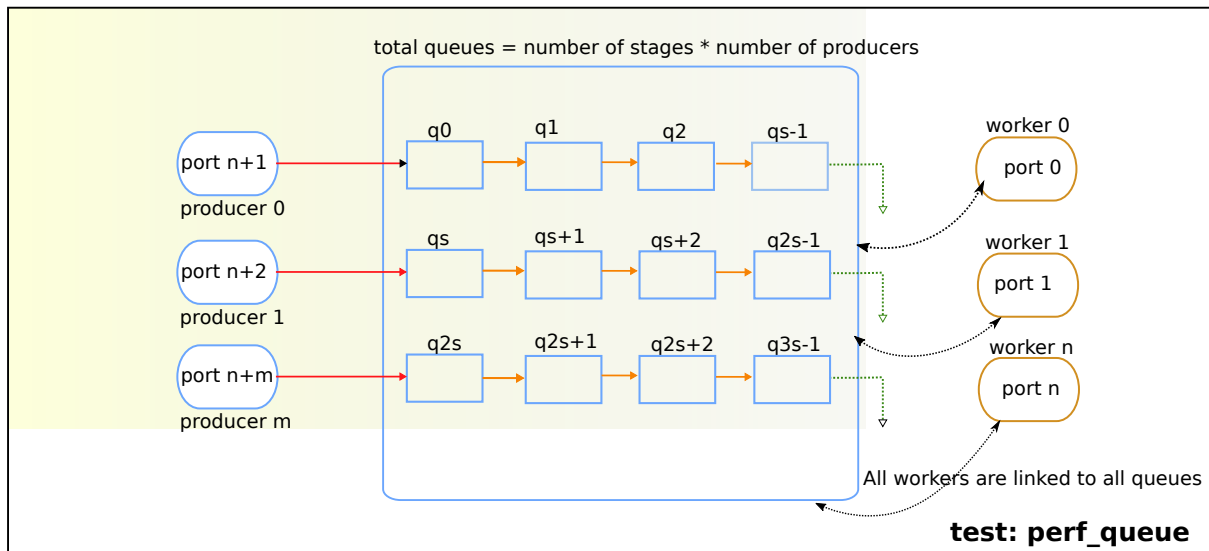 total queues = number of stages * number of producers
q0
q1
q2
qs-1
worker 0
port n+1
port 0
producer 0
qs
qs+1
qs+2
q2s-1
worker 1
port n+2
port 1
producer 1
q2s
q2s+1
q2s+2
q3s-1
worker n
port n+m
port n
producer m
All workers are linked to all queues
test: perf_queue